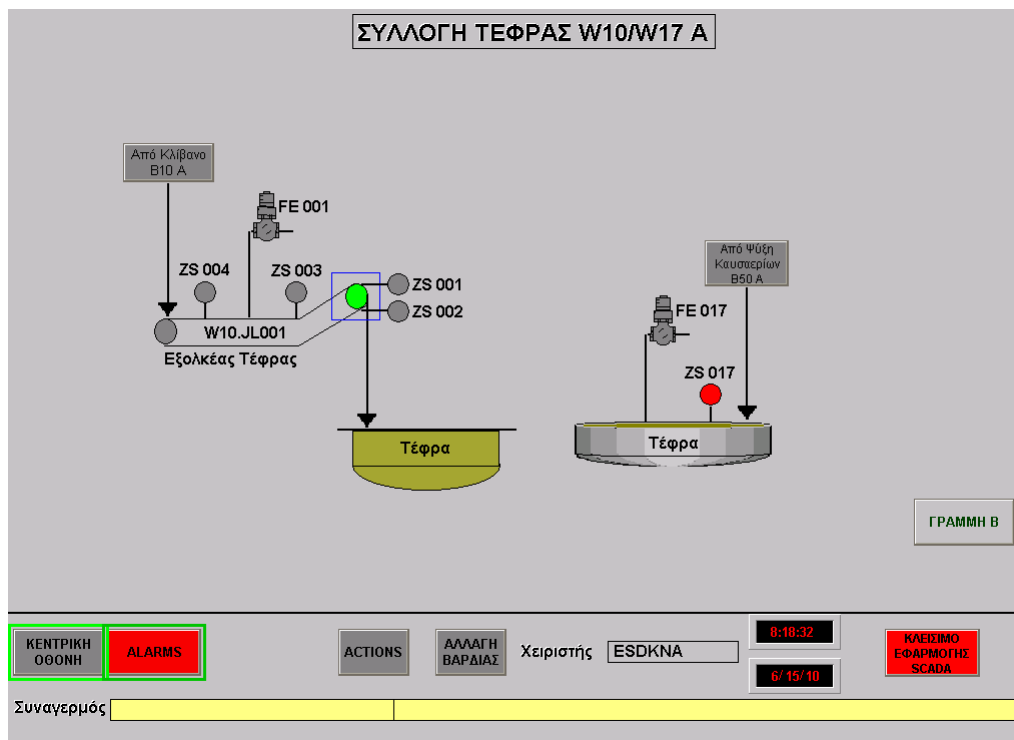 ΣΥΛΛΟΓΗ ΤΕΦΡΑΣ W10/W17 A
Από Κλίβανο
B10 A
FE 001
ZS 004
ZS 003
ZS 001
ZS 002
W10.JL001
Εξολκέας Τέφρας
Τέφρα
Από Ψύξη
Καυσαερίων
B50 A
FE 017
ZS 017
Τέφρα
ΓΡΑΜΜΗ Β
ΚΕΝΤΡΙΚΗ
ΟΘΟΝΗ
ALARMS
ACTIONS
ΑΛΛΑΓΗ
ΒΑΡΔΙΑΣ
Χειριστής
ESDKNA
8:18:32
6/15/10
ΚΛΕΙΣΙΜΟ
ΕΦΑΡΜΟΓΗΣ
SCADA
Συναγερμός